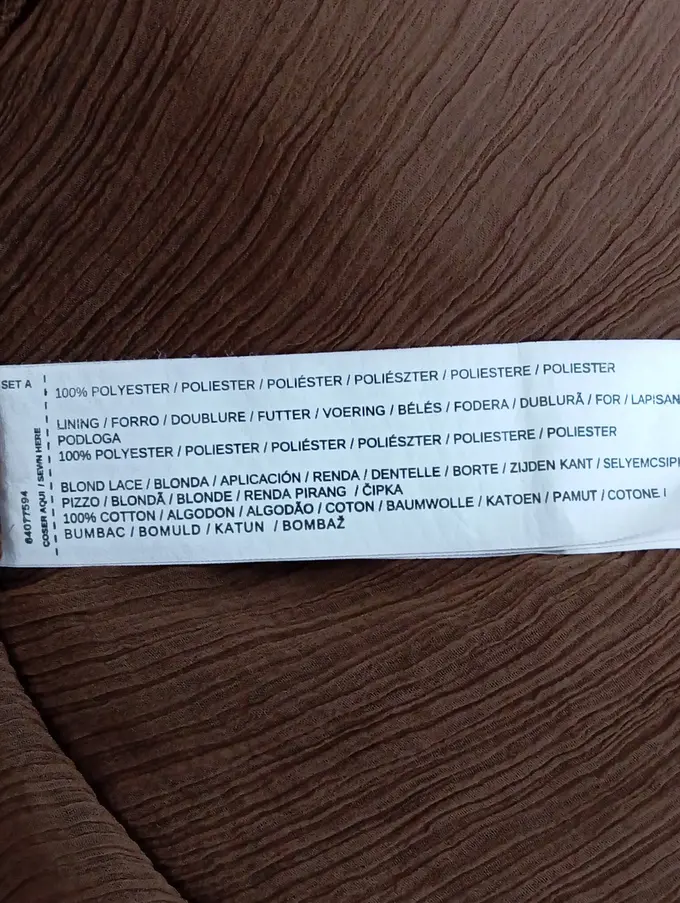 SET A
64077594
COSER AQUI / SEWN HERE
100% POLYESTER / POLIESTER / POLIÉSTER / POLIÉSZTER / POLIESTERE / POLIESTER
LINING / FORRO / DOUBLURE / FUTTER / VOERING / BÉLÉS / FODERA / DUBLURĂ / FOR / LAPISAN
PODLOGA
100% POLYESTER / POLIESTER / POLIÉSTER / POLIÉSZTER / POLIESTERE / POLIESTER
BLOND LACE / BLONDA / APLICACIÓN / RENDA / DENTELLE / BORTE / ZIJDEN KANT / SELYEMCSIP
PIZZO / BLONDĂ / BLONDE / RENDA PIRANG / ČIPKA
100% COTTON / ALGODON / ALGODÃO / COTON / BAUMWOLLE / KATOEN / PAMUT / COTONE /
BUMBAC / BOMULD / KATUN / BOMBAŽ